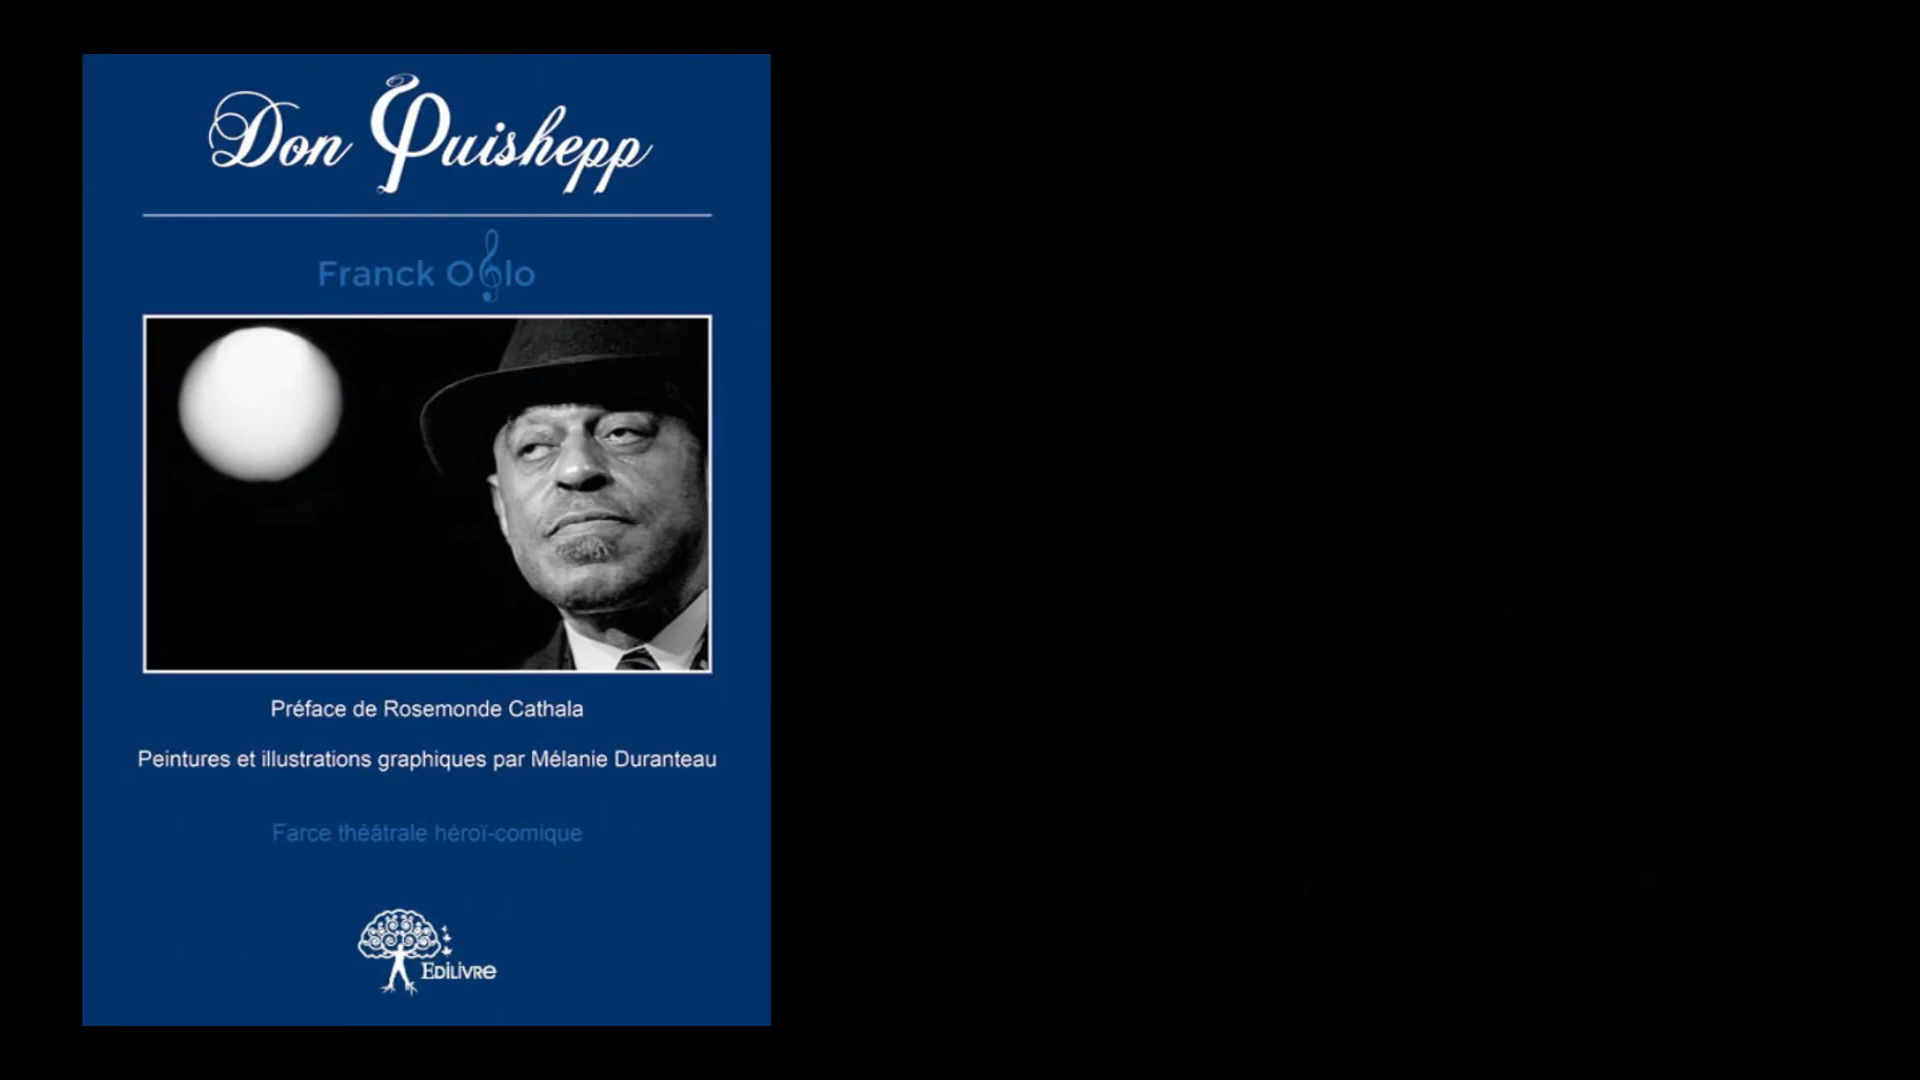 Don Quishepp
Franck O𝄞lo
Préface de Rosemonde Cathala
Peintures et illustrations graphiques par Mélanie Duranteau
Farce théâtrale héroï-comique
EDILIVRE